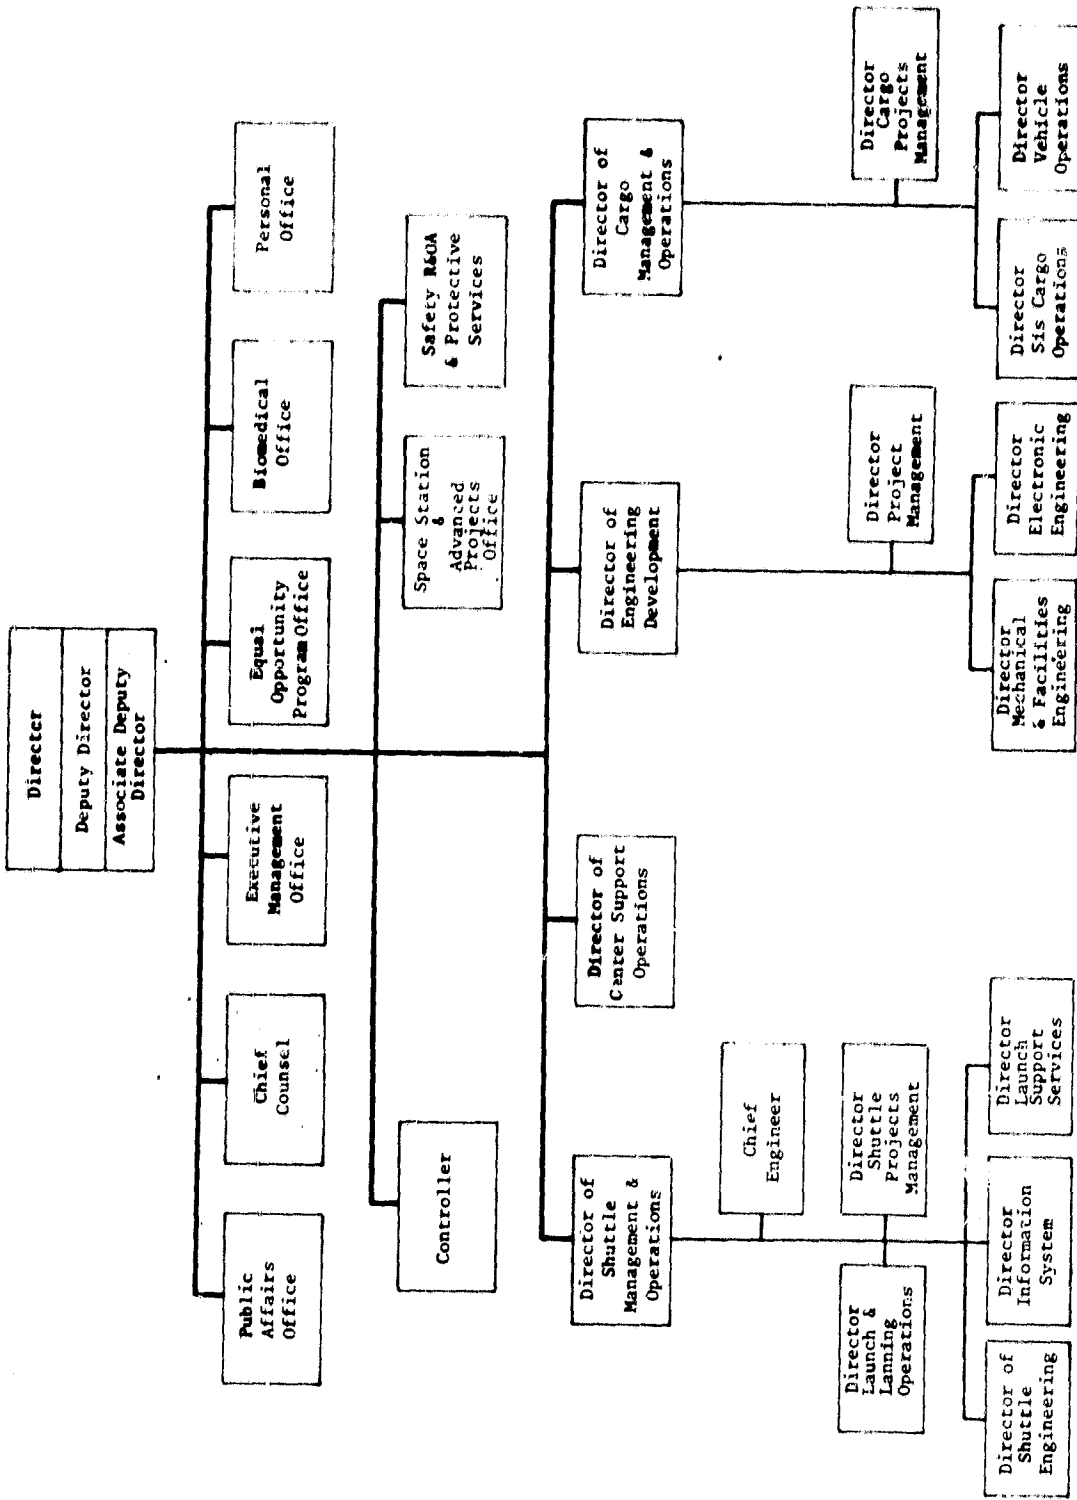 Director
Deputy Director
Associate Deputy
Director
Public
Affairs
Office
Chief
Counsel
Executive
Management
Office
Equal
Opportunity
Program Office
Biomedical
Office
Personal
Office
Controller
Space Station
&
Advanced
Projects
Office
Safety R&QA
& Protective
Services
Director of
Shuttle
Management &
Operations
Director of
Center Support
Operations
Director of
Engineering
Development
Director of
Cargo
Management &
Operations
Chief
Engineer
Director
Launch &
Lanning
Operations
Director
Shuttle
Projects
Management
Director
Project
Management
Director
Cargo
Projects
Management
Director of
Shuttle
Engineering
Director
Information
System
Director
Launch
Support
Services
Director
Mechanical
& Facilities
Engineering
Director
Electronic
Engineering
Director
Sis Cargo
Operations
Director
Vehicle
Operations